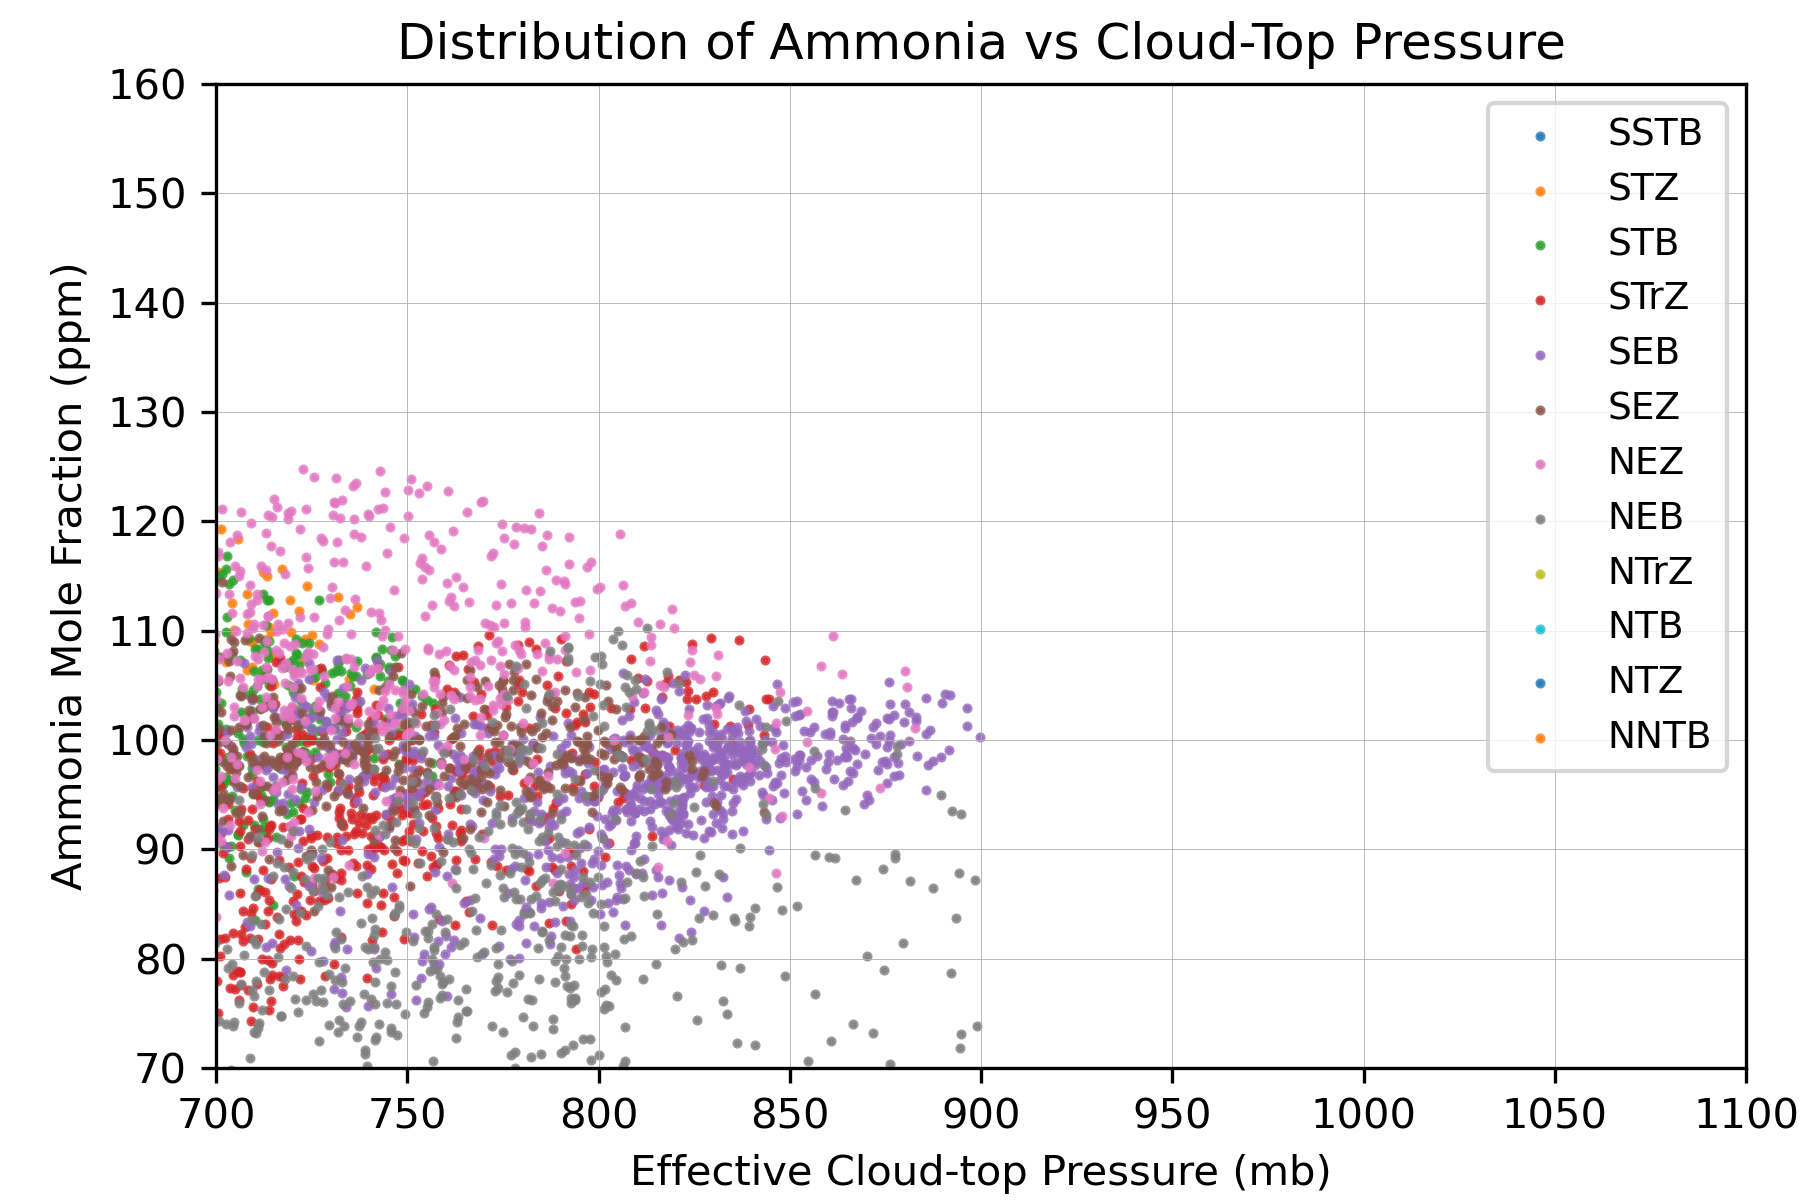 Distribution of Ammonia vs Cloud-Top Pressure
Ammonia Mole Fraction (ppm)
160
150
140
130
120
110
100
90
80
70
SSTB
STZ
STB
STrZ
SEB
SEZ
NEZ
NEB
NTrZ
NTB
NTZ
NNTB
700 750 800 850 900 950 1000 1050 1100
Effective Cloud-top Pressure (mb)